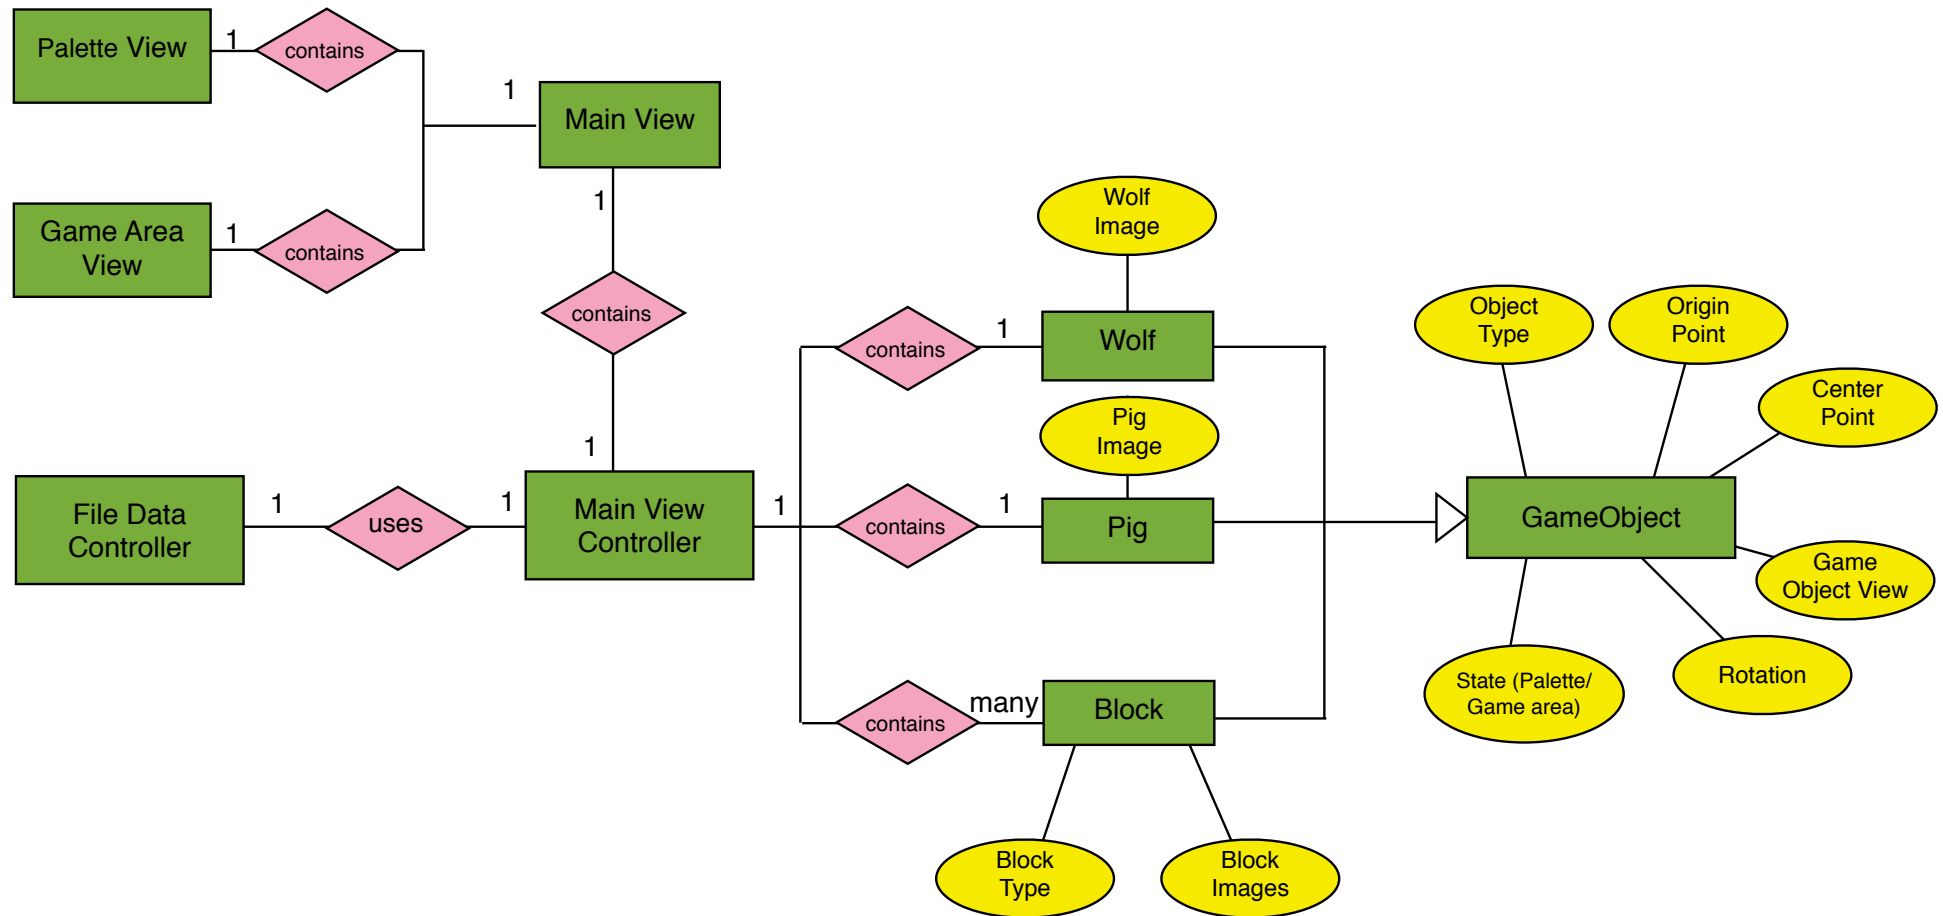 Palette View
1
contains
1
Main View
Game Area
View
1
contains
1
contains
1
File Data
Controller
1
uses
1
Main View
Controller
1
Wolf
Image
contains
1
Wolf
Pig
Image
contains
1
Pig
contains
many
Block
Block
Type
Block
Images
Object
Type
Origin
Point
Center
Point
GameObject
Game
Object View
Rotation
State (Palette/
Game area)